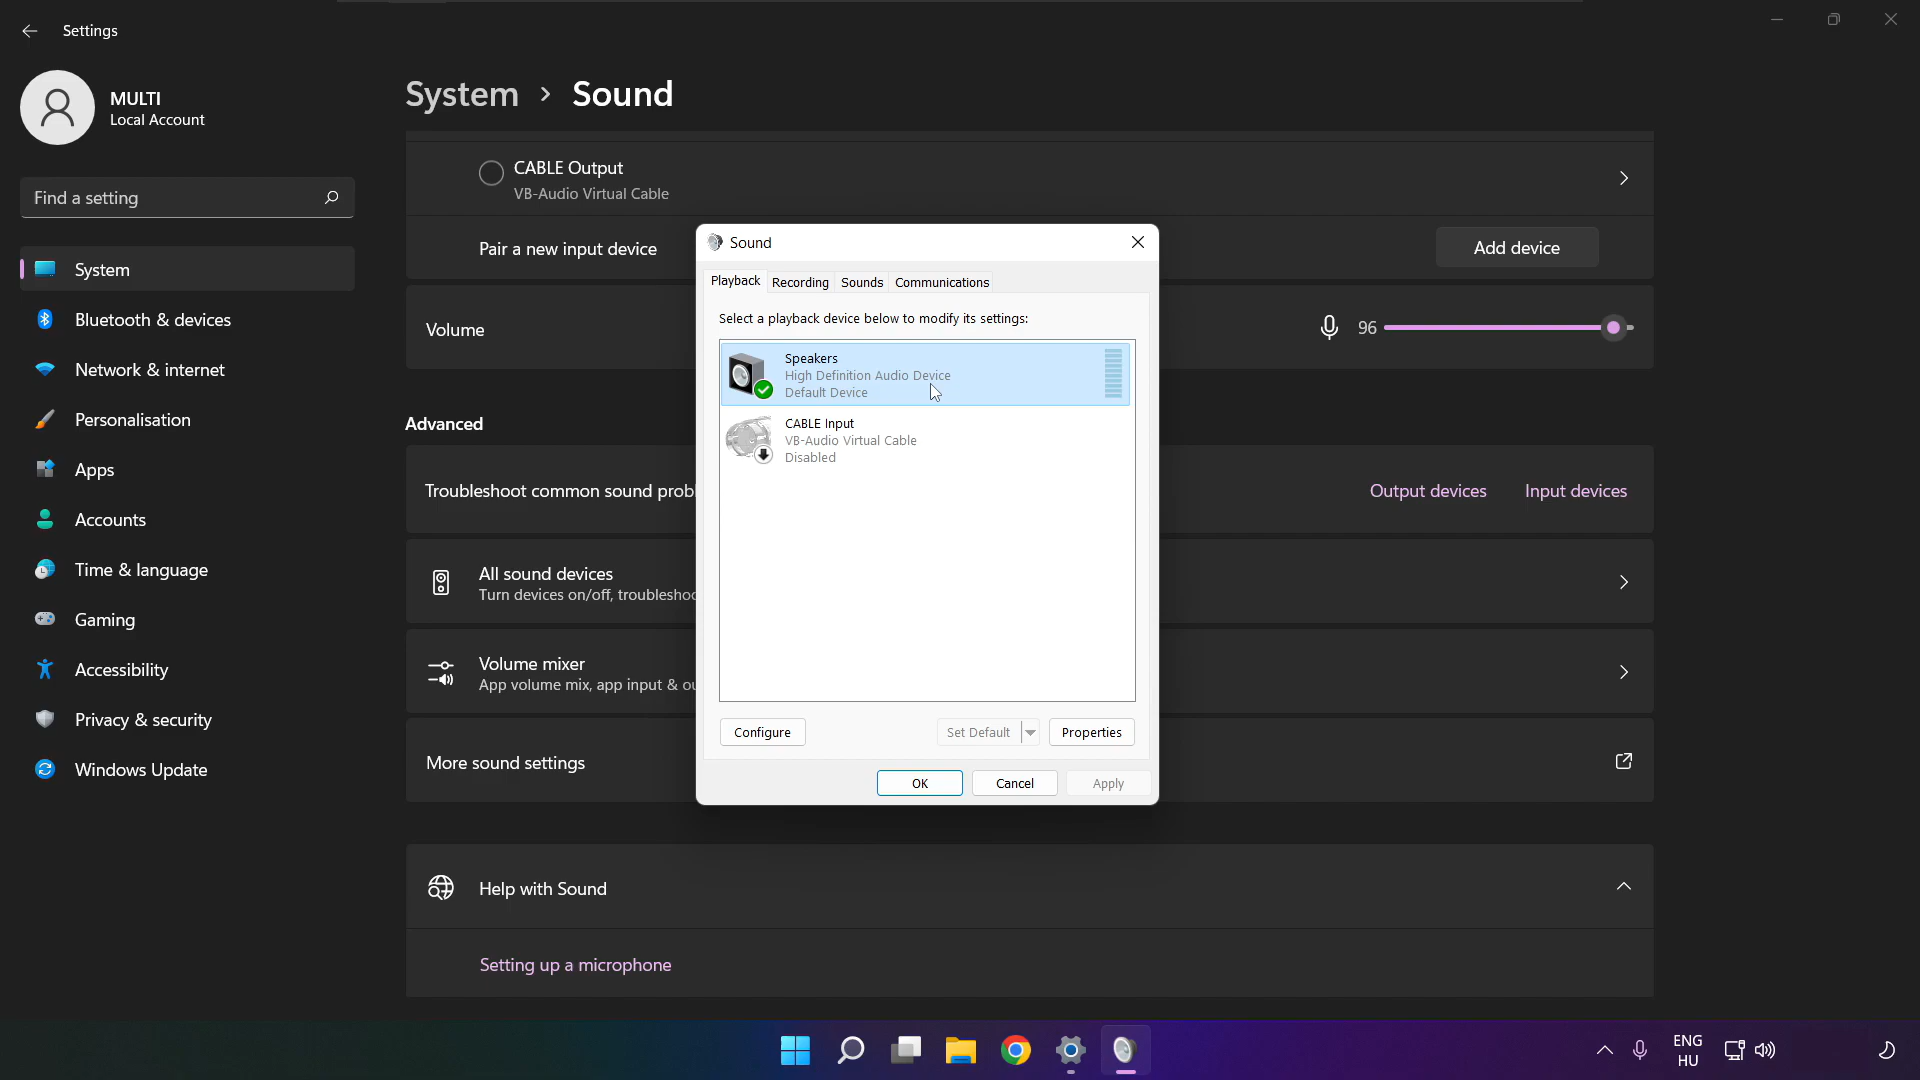 Settings
MULTI
Local Account
Find a setting
System
Bluetooth & devices
Network & internet
Personalisation
Apps
Accounts
Time & language
Gaming
Accessibility
Privacy & security
Windows Update
System > Sound
CABLE Output
VB-Audio Virtual Cable
Pair a new input device
Add device
Volume
96
Advanced
Troubleshoot common sound
Output devices
Input devices
All sound devices
Turn devices on/off,
Volume mixer
App volume mix, app input &
More sound settings
Help with Sound
Setting up a microphone
Sound
Playback
Recording
Sounds
Communications
Select a playback device below to modify its settings:
Speakers
High Definition Audio Device
Default Device
CABLE Input
VB-Audio Virtual Cable
Disabled
Configure
Set Default
Properties
OK
Cancel
Apply
ENG
HU